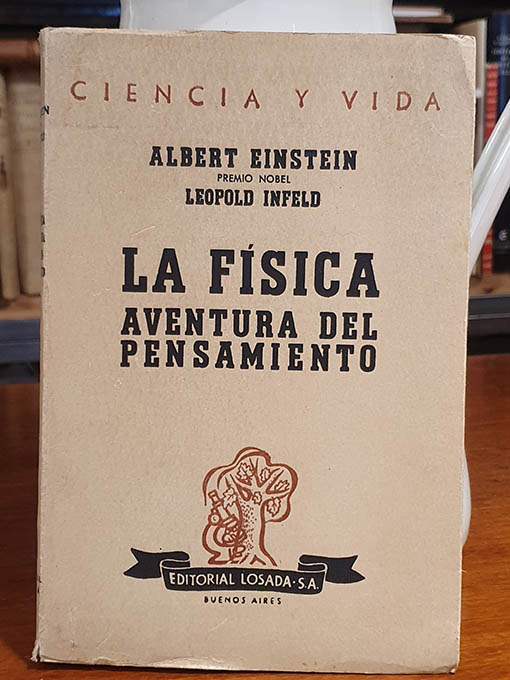 CIENCIA Y VIDA
ALBERT EINSTEIN
PREMIO NOBEL
LEOPOLD INFELD
LA FÍSICA
AVENTURA DEL
PENSAMIENTO
EDITORIAL LOSADA·S.A.
BUENOS AIRES